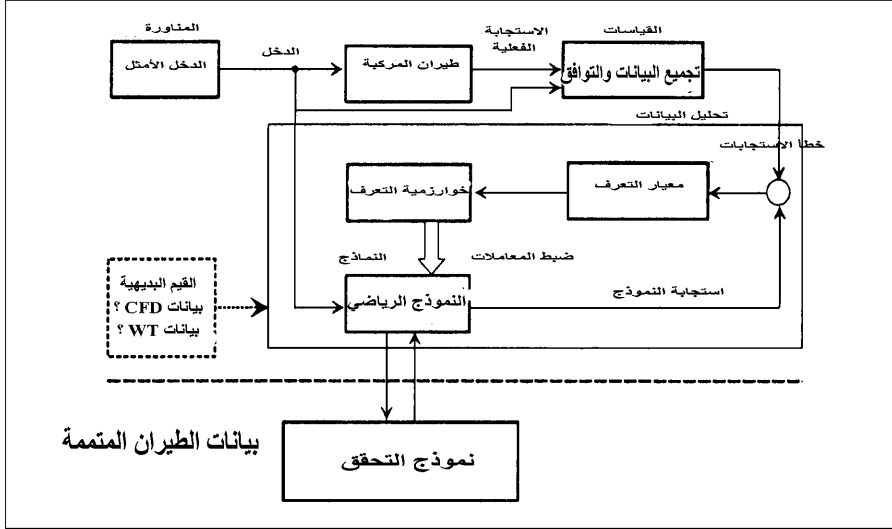 المناورة
الدخل الأمثل
الدخل
طيران المركبة
الاستجابة
الفعلية
القياسات
تجميع البيانات والتوافق
تحليل البيانات
خطأ الاستجابات
معيار التعرف
خوارزمية التعرف
ضبط المعاملات
النماذج
النموذج الرياضي
استجابة النموذج
القيم البديهية
بيانات CFD ؟
بيانات WT ؟
بيانات الطيران المتممة
نموذج التحقق